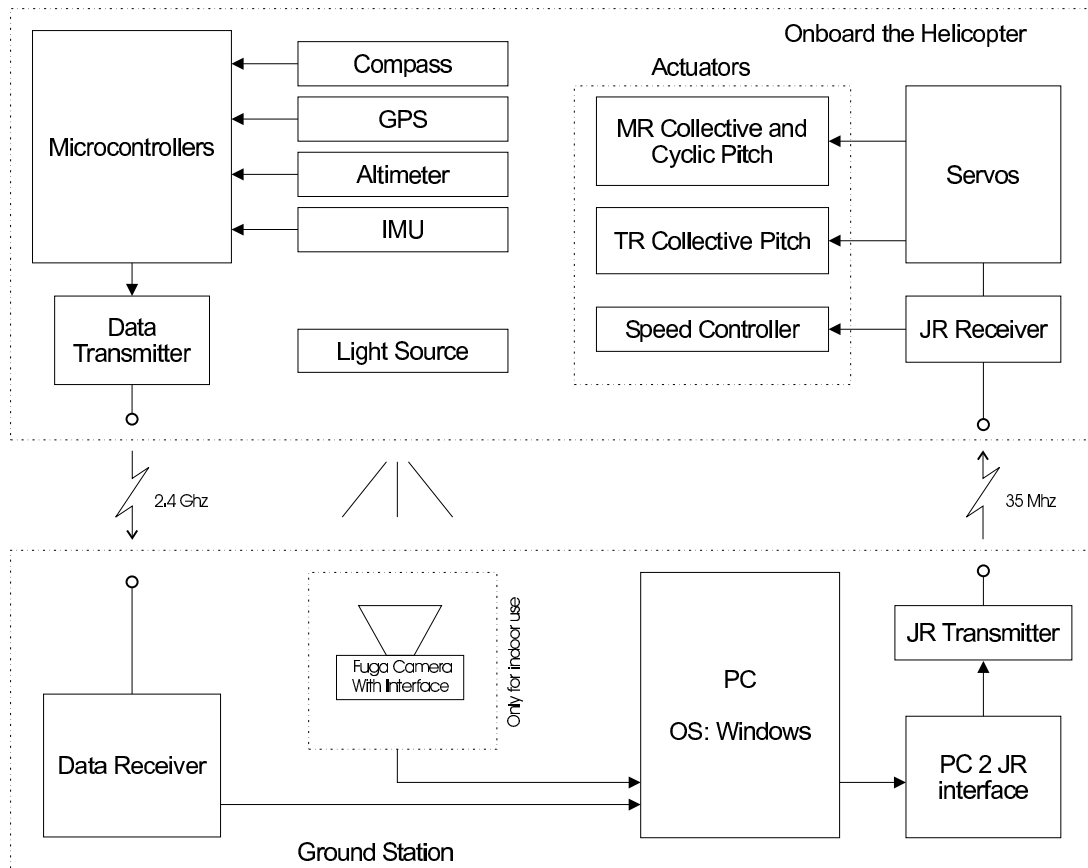 Onboard the Helicopter
Microcontrollers
Compass
GPS
Altimeter
IMU
Actuators
MR Collective and
Cyclic Pitch
TR Collective Pitch
Speed Controller
Servos
JR Receiver
Data
Transmitter
Light Source
2.4 Ghz
35 Mhz
Data Receiver
Fuga Camera
With Interface
Only for indoor use
PC
OS: Windows
JR Transmitter
PC 2 JR
interface
Ground Station